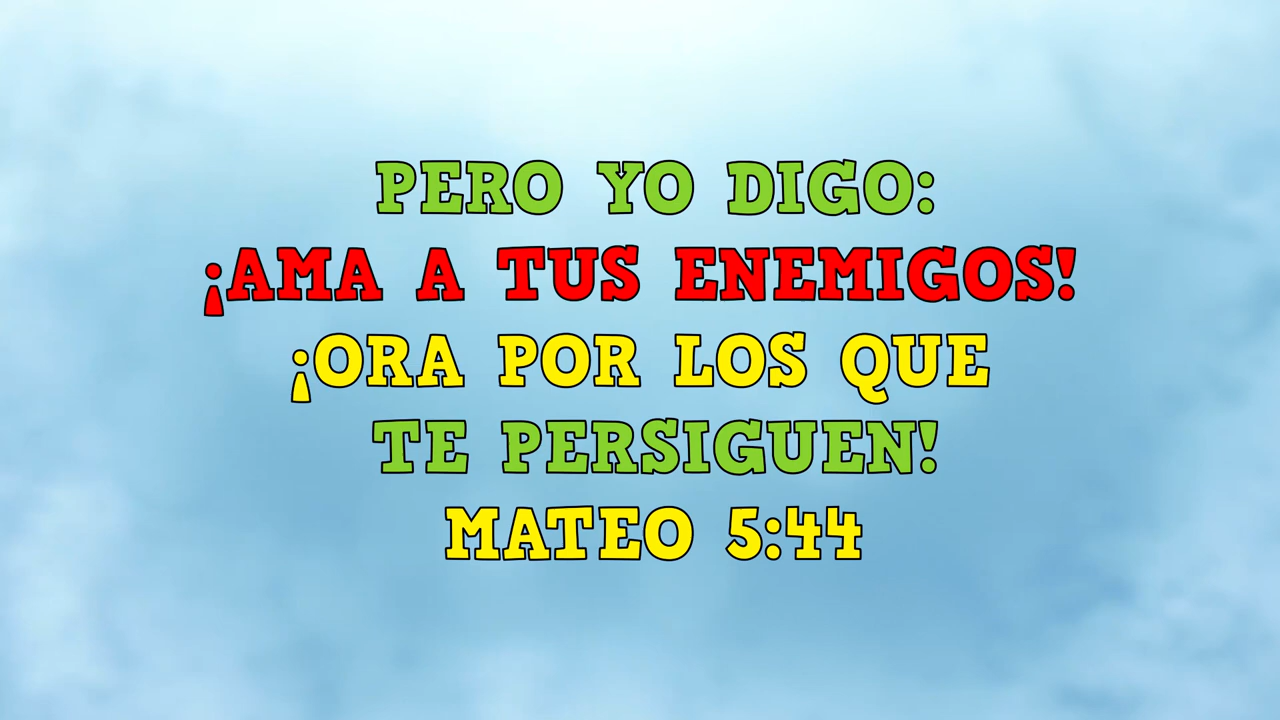 PERO YO DIGO:
¡AMA A TUS ENEMIGOS!
¡ORA POR LOS QUE
TE PERSIGUEN!
MATEO 5:44